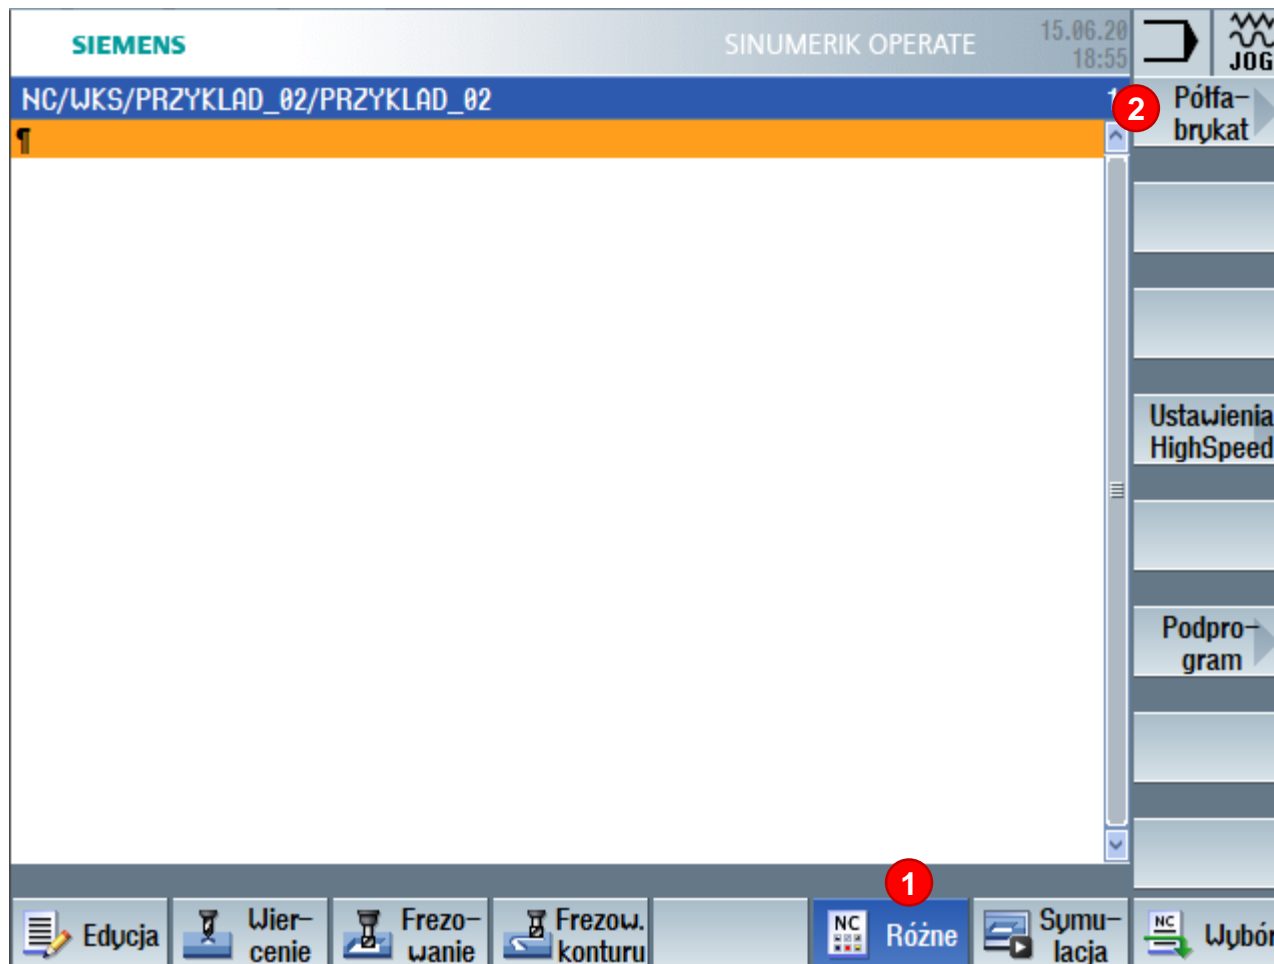 SIEMENS
SINUMERIK OPERATE
15.06.20
18:55
JOG
NC/WKS/PRZYKLAD_02/PRZYKLAD_02
1
2
Półfa-
brykat
¶
Ustawienia
HighSpeed
Podpro-
gram
1
Edycja
Wier-
cenie
Frezo-
wanie
Frezow.
konturu
NC
Różne
Symu-
lacja
NC
Wybór